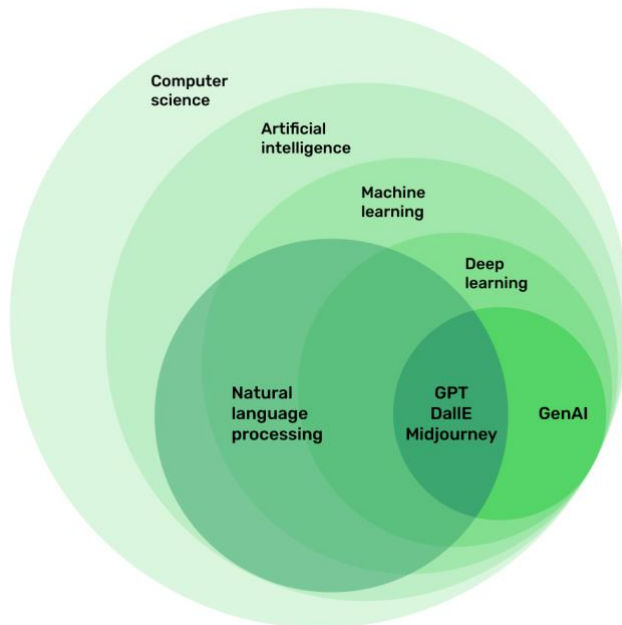 Computer
science
Artificial
intelligence
Machine
learning
Deep
learning
Natural
language
processing
GPT
DallE
Midjourney
GenAI